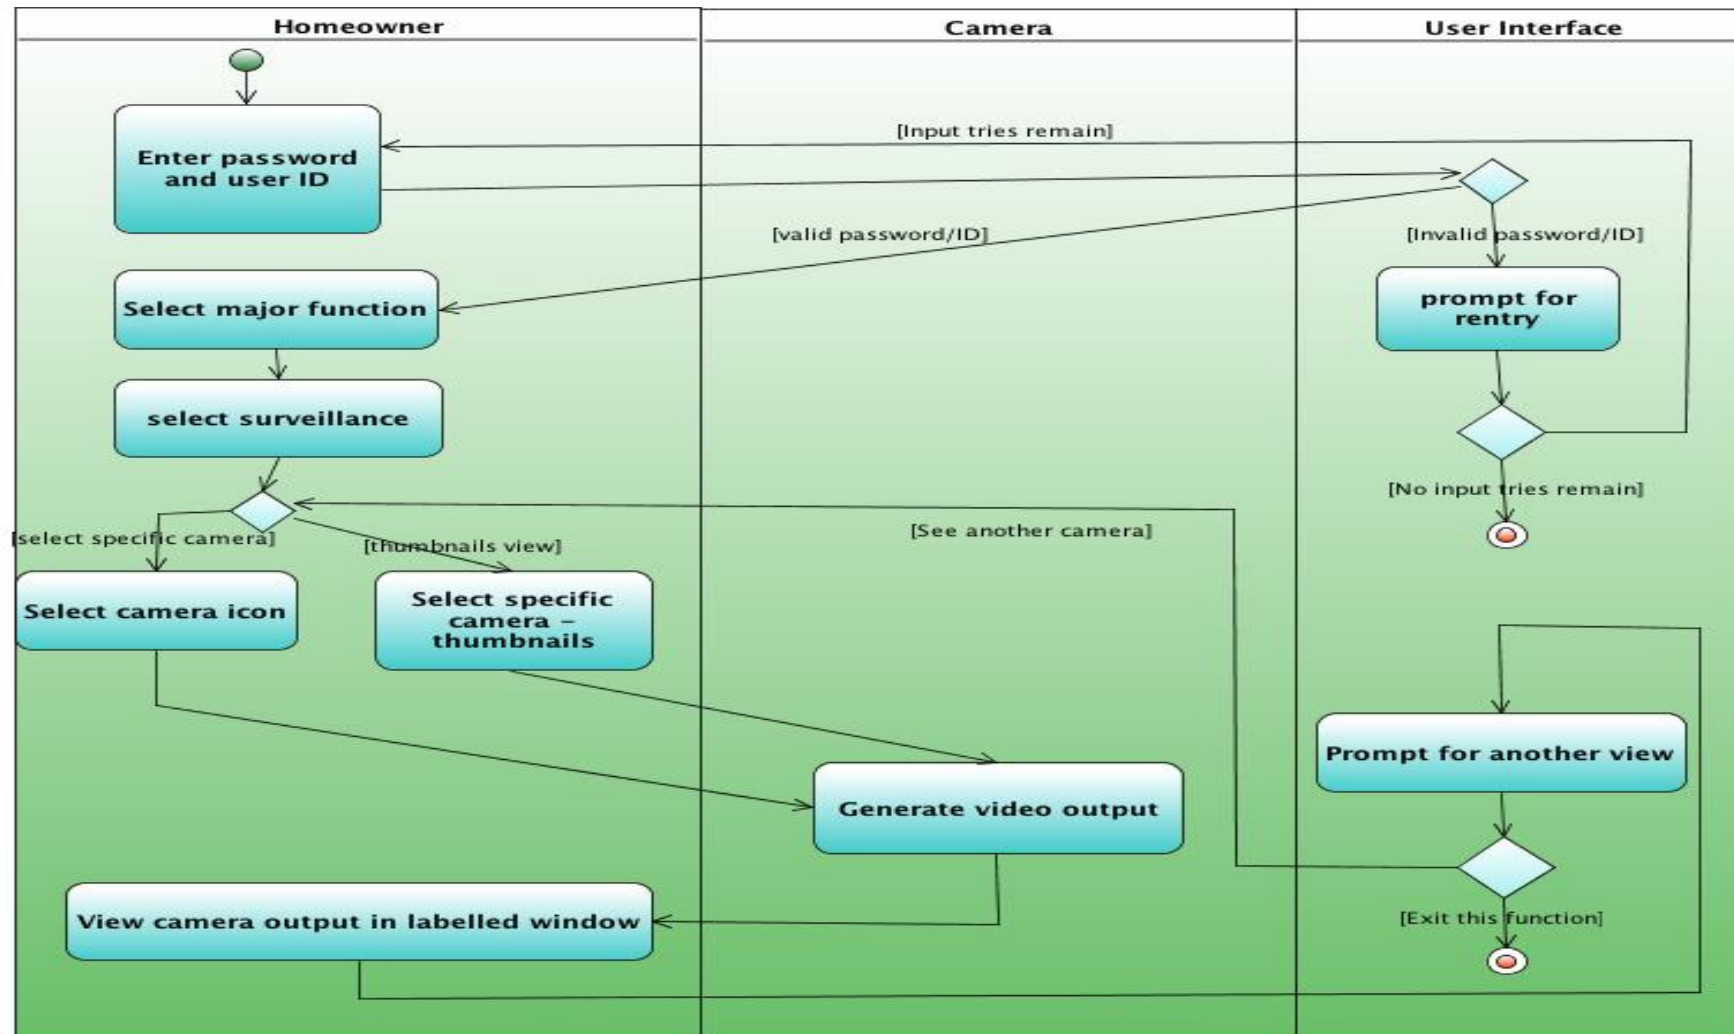 Homeowner
Camera
User Interface
[Input tries remain]
Enter password
and user ID
[valid password/ID]
[Invalid password/ID]
Select major function
prompt for
rentry
select surveillance
[No input tries remain]
[select specific camera]
[thumbnails view]
[See another camera]
Select camera icon
Select specific
camera –
thumbnails
Prompt for another view
Generate video output
View camera output in labelled window
[Exit this function]